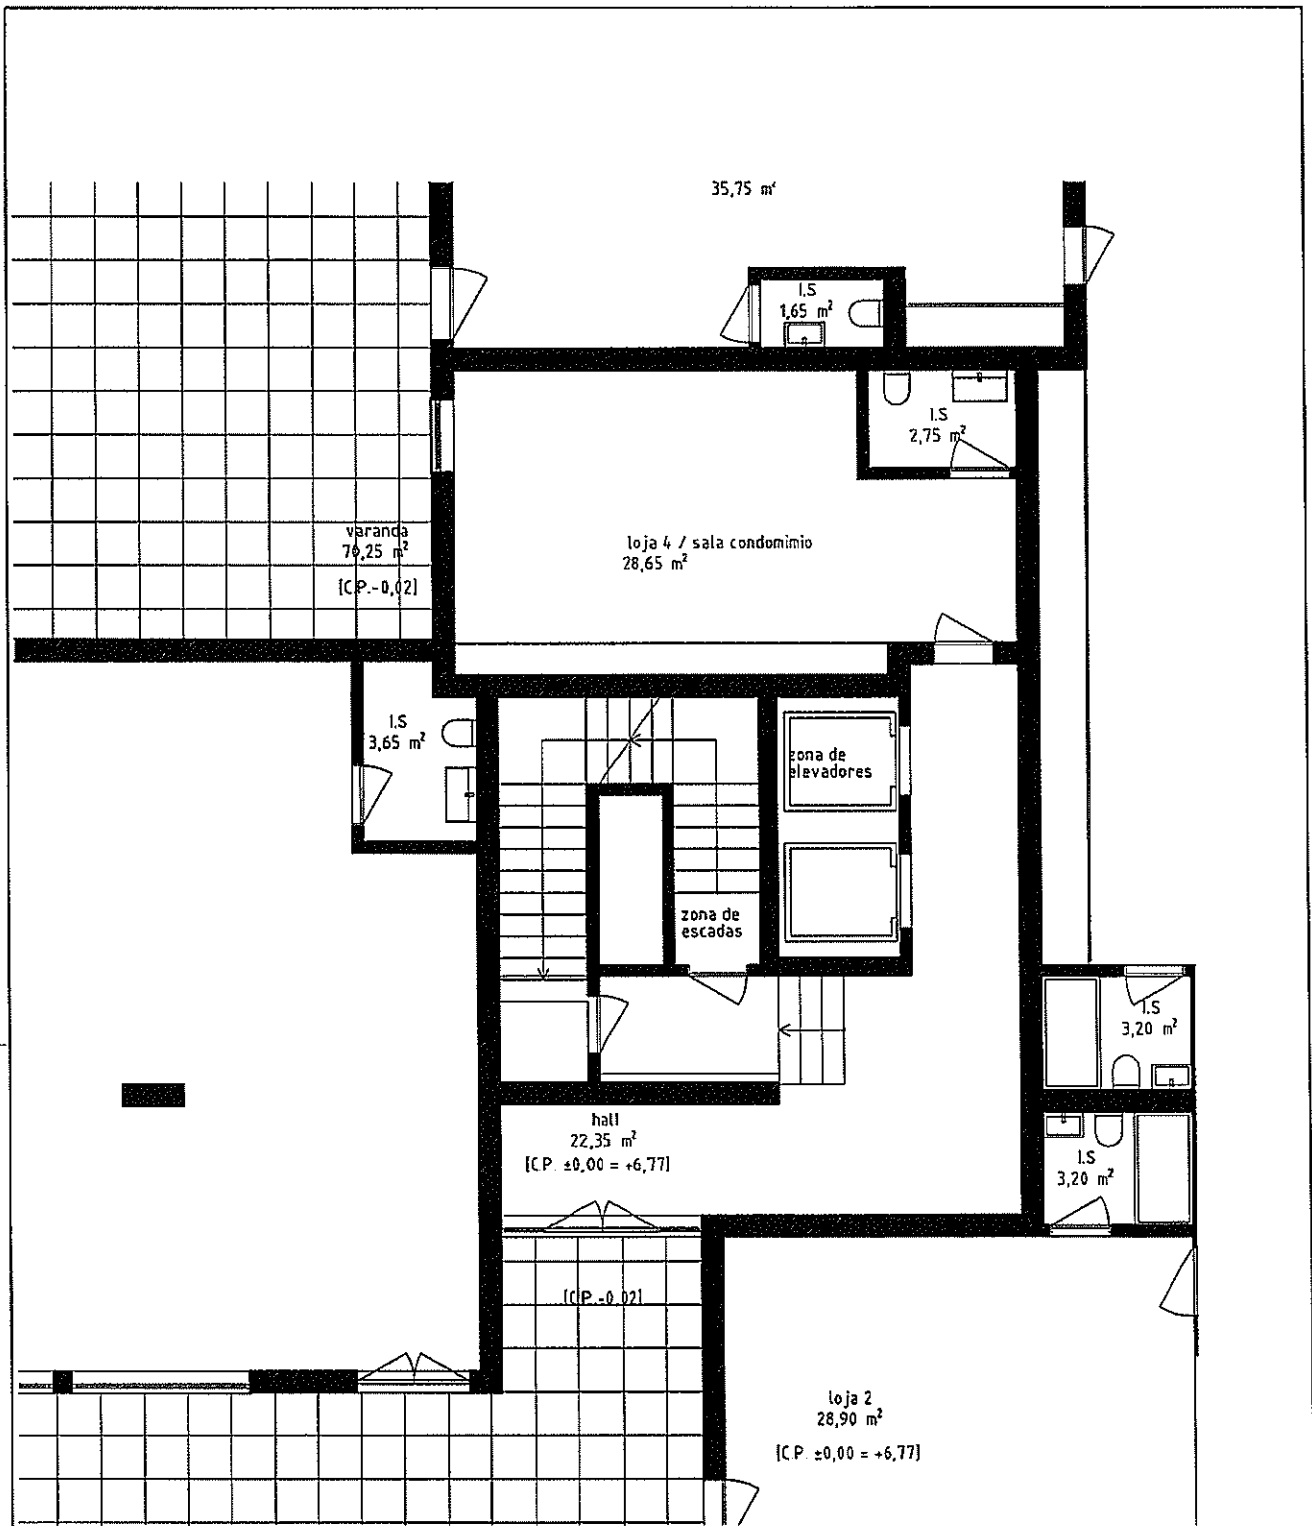 35,75 m²
I.S
1,65 m²
I.S
2,75 m²
varanda
70,25 m²
[C.P.-0,02]
loja 4 / sala condominio
28,65 m²
I.S
3,65 m²
zona de
elevadores
zona de
escadas
I.S
3,20 m²
hall
22,35 m²
[C.P. ±0,00 = +6,77]
I.S
3,20 m²
[C.P.-0,02]
loja 2
28,90 m²
[C.P. ±0,00 = +6,77]